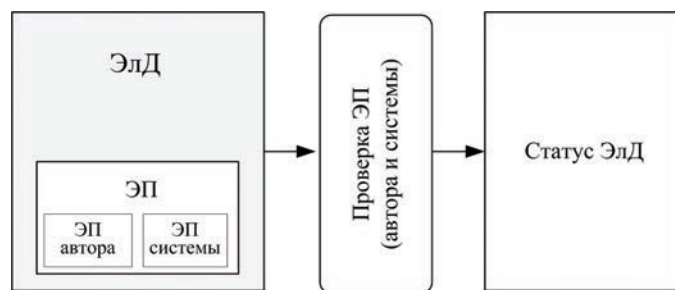 ЭлД
ЭП
ЭП
автора
ЭП
системы
Проверка ЭП
(автора и системы)
Статус ЭлД